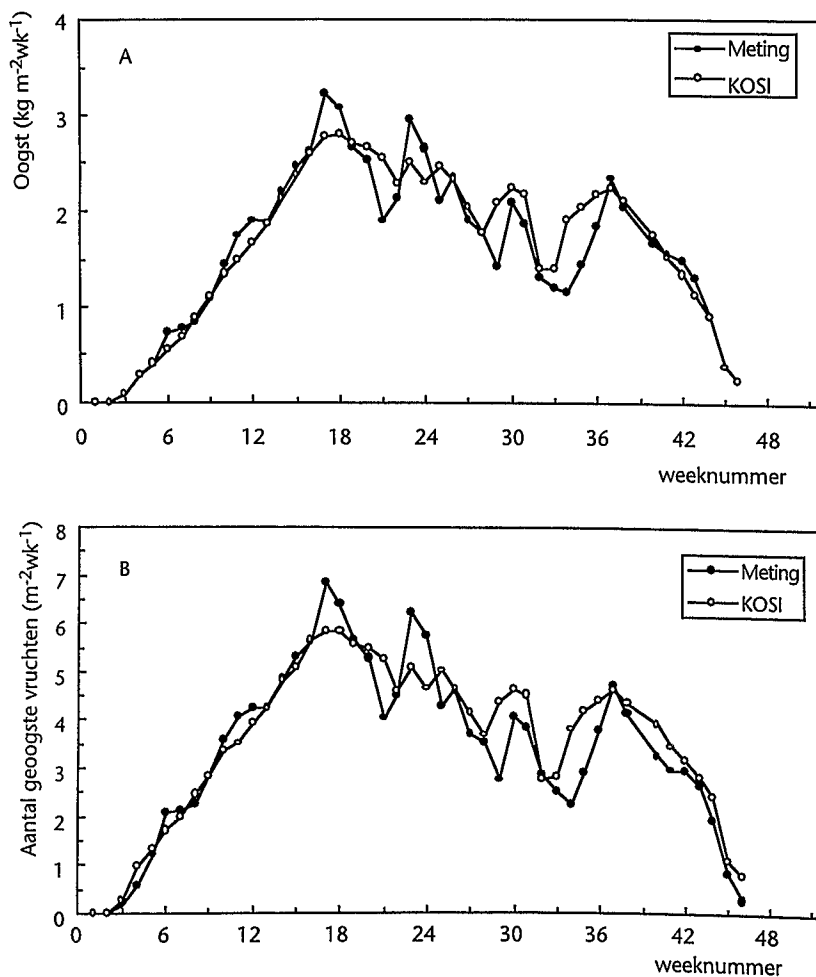 A
Oogst (kg m-2wk-1)
4
3
2
1
0
Meting
KOSI
0 6 12 18 24 30 36 42 48
weeknummer
B
Aantal geoogste vruchten (m-2wk-1)
8
7
6
5
4
3
2
1
0
Meting
KOSI
0 6 12 18 24 30 36 42 48
weeknummer